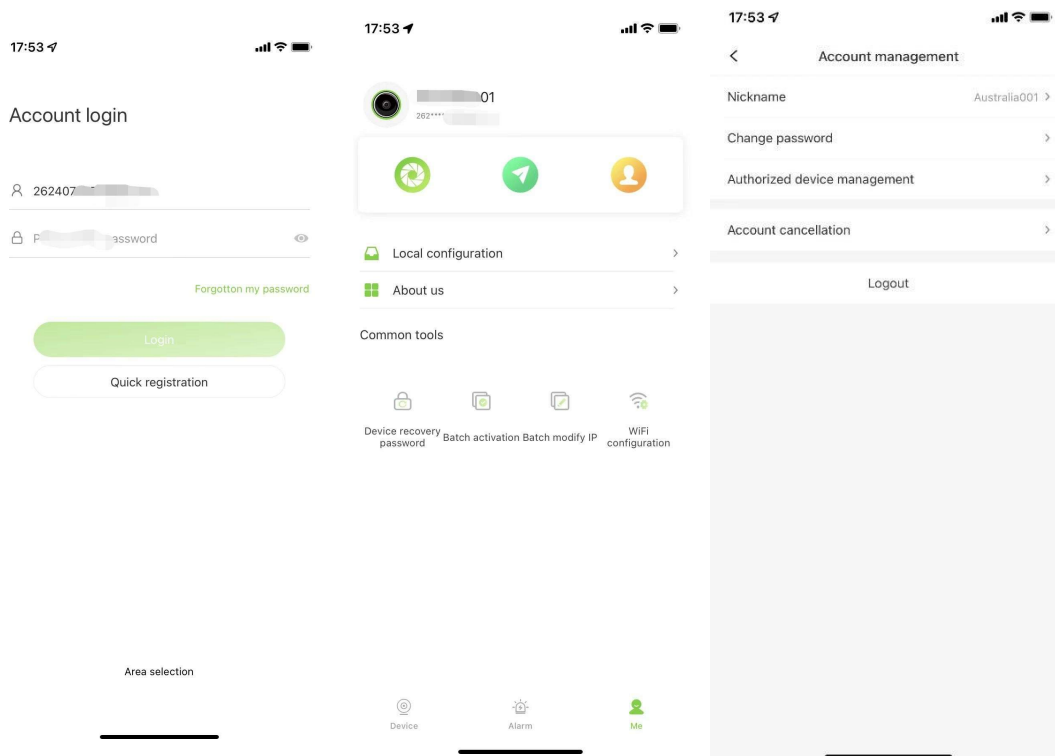 17:53
Account login
262407
assword
Forgotton my password
Login
Quick registration
Area selection
17:53
01
262****
Local configuration
About us
Common tools
Device recovery
password
Batch activation
Batch modify IP
WiFi
configuration
Device
Alarm
Me
17:53
Account management
Nickname
Australia001
Change password
Authorized device management
Account cancellation
Logout